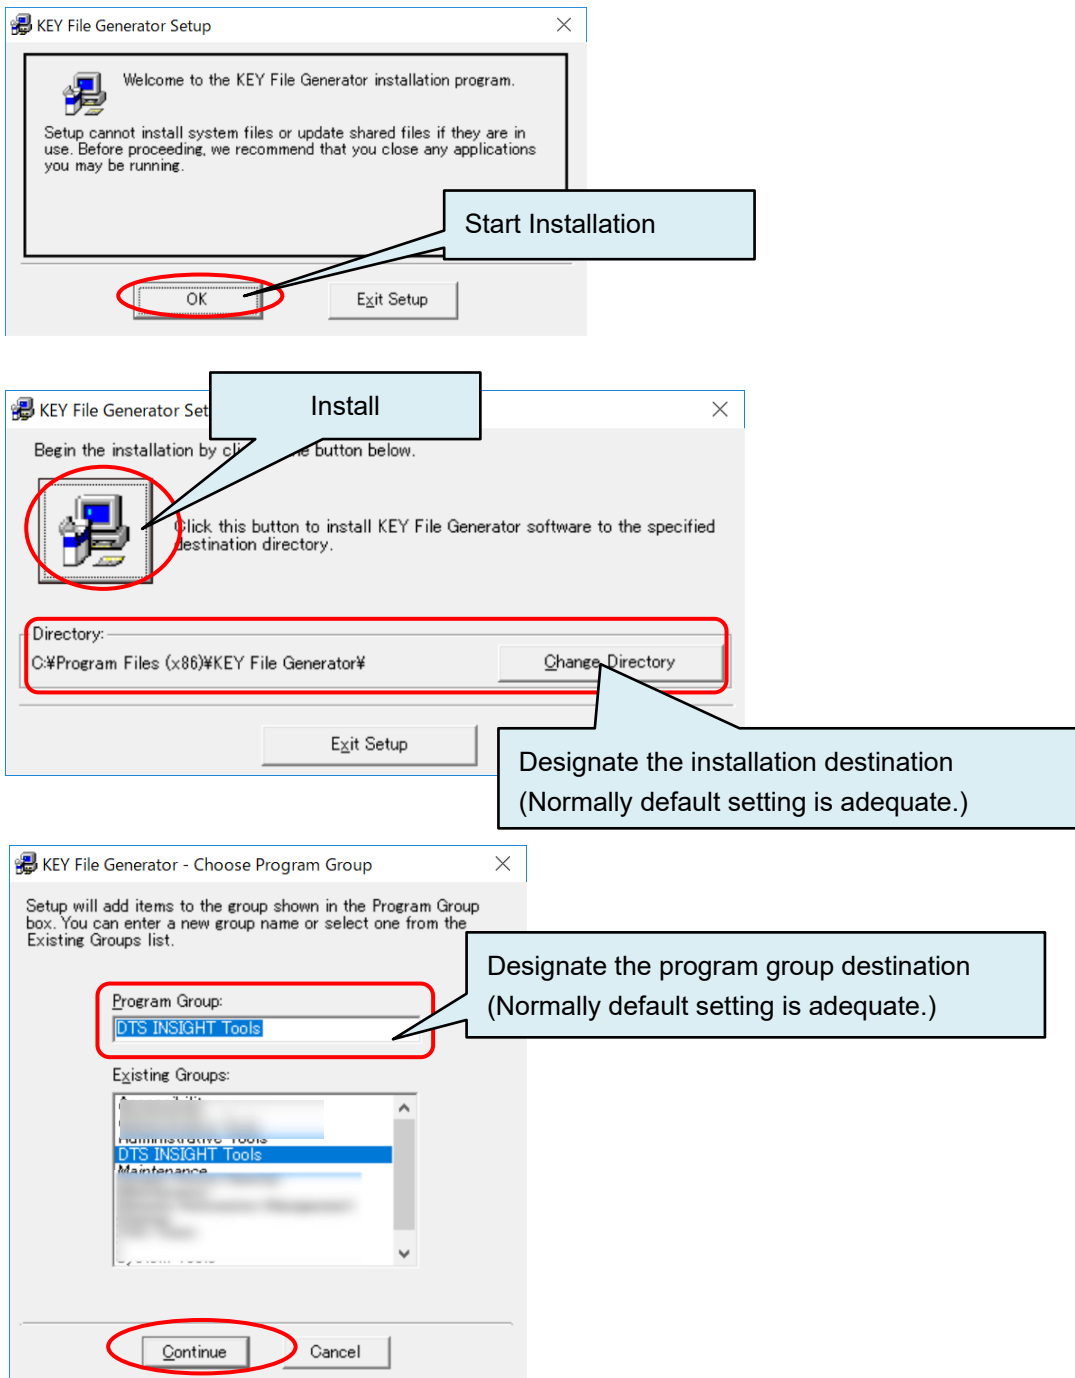 KEY File Generator Setup
Welcome to the KEY File Generator installation program.
Setup cannot install system files or update shared files if they are in
use. Before proceeding, we recommend that you close any applications
you may be running.
Start Installation
OK
Exit Setup
KEY File Generator Set
Install
Begin the installation by cli
e button below.
Click this button to install KEY File Generator software to the specified
destination directory.
Directory:
C:¥Program Files (x86)¥KEY File Generator¥
Change Directory
Exit Setup
Designate the installation destination
(Normally default setting is adequate.)
KEY File Generator - Choose Program Group
Setup will add items to the group shown in the Program Group
box. You can enter a new group name or select one from the
Existing Groups list.
Designate the program group destination
(Normally default setting is adequate.)
Program Group:
DTS INSIGHT Tools
Existing Groups:
Administrative Tools
DTS INSIGHT Tools
Maintenance
Continue
Cancel